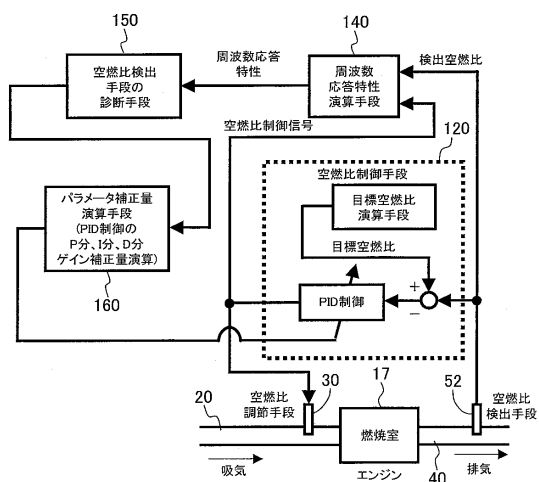 150
空燃比検出
手段の
診断手段
周波数応答
特性
140
周波数
応答特性
演算手段
検出空燃比
空燃比制御信号
120
空燃比制御手段
目標空燃比
演算手段
目標空燃比
パラメータ補正量
演算手段
(PID制御の
P分、I分、D分
ゲイン補正量演算)
160
PID制御
+
−
20
空燃比
調節手段
30
17
燃焼室
エンジン
52
空燃比
検出手段
40
吸気
排気